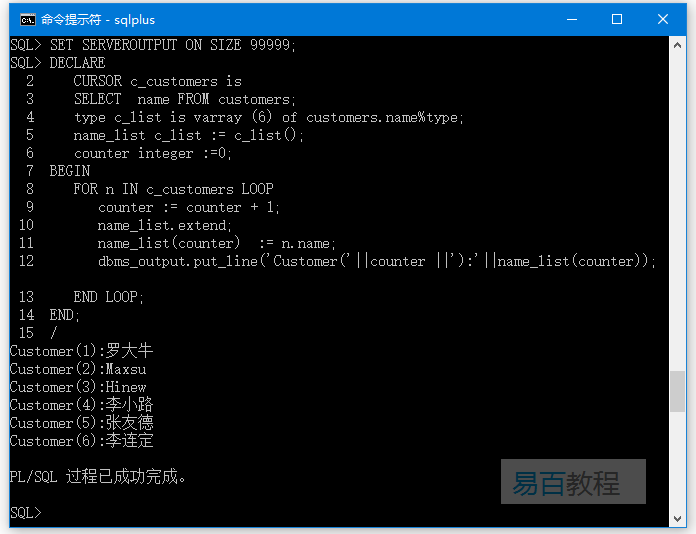 命令提示符 - sqlplus
SQL> SET SERVEROUTPUT ON SIZE 99999;
SQL> DECLARE
  2     CURSOR c_customers is
  3     SELECT  name FROM customers;
  4     type c_list is varray (6) of customers.name%type;
  5     name_list c_list := c_list();
  6     counter integer :=0;
  7  BEGIN
  8     FOR n IN c_customers LOOP
  9        counter := counter + 1;
 10        name_list.extend;
 11        name_list(counter)  := n.name;
 12        dbms_output.put_line('Customer('||counter ||'):'||name_list(counter));
 13     END LOOP;
 14  END;
 15  /
Customer(1):罗大牛
Customer(2):Maxsu
Customer(3):Hinew
Customer(4):李小路
Customer(5):张友德
Customer(6):李连定
PL/SQL 过程已成功完成。
易百教程
SQL>